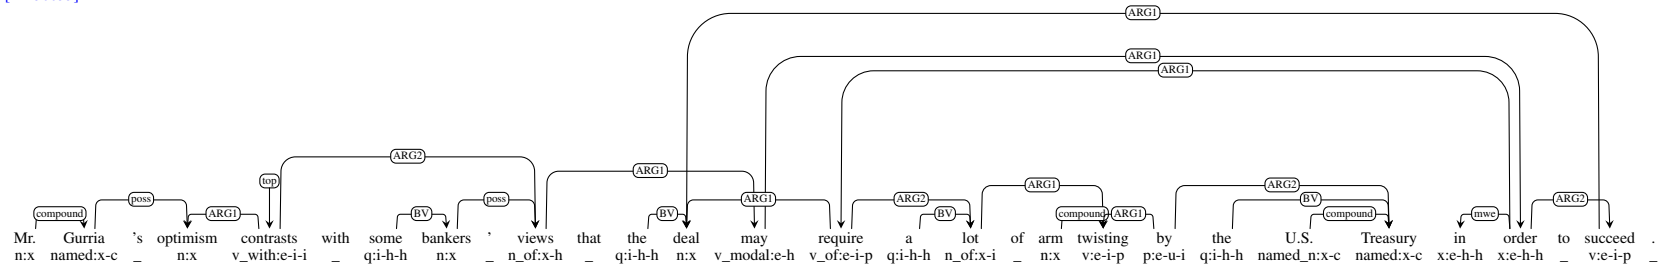 ARG1
ARG1
ARG1
ARG2
top ARG1
ARG1 ARG2
poss poss ARG1 ARG2 BV ARG2
compound ARG1 BV BV BV compound ARG1 compound mwe
Mr. Gurria 's optimism contrasts with some bankers ' views that the deal may require a lot of arm twisting by the U.S. Treasury in order to succeed .
n:x named:x-c _ n:x v_with:e-i-i _ q:i-h-h n:x _ n_of:x-h _ q:i-h-h n:x v_modal:e-h v_of:e-i-p q:i-h-h n_of:x-i _ n:x v:e-i-p p:e-u-i q:i-h-h named_n:x-c named:x-c x:e-h-h x:e-h-h _ v:e-i-p _